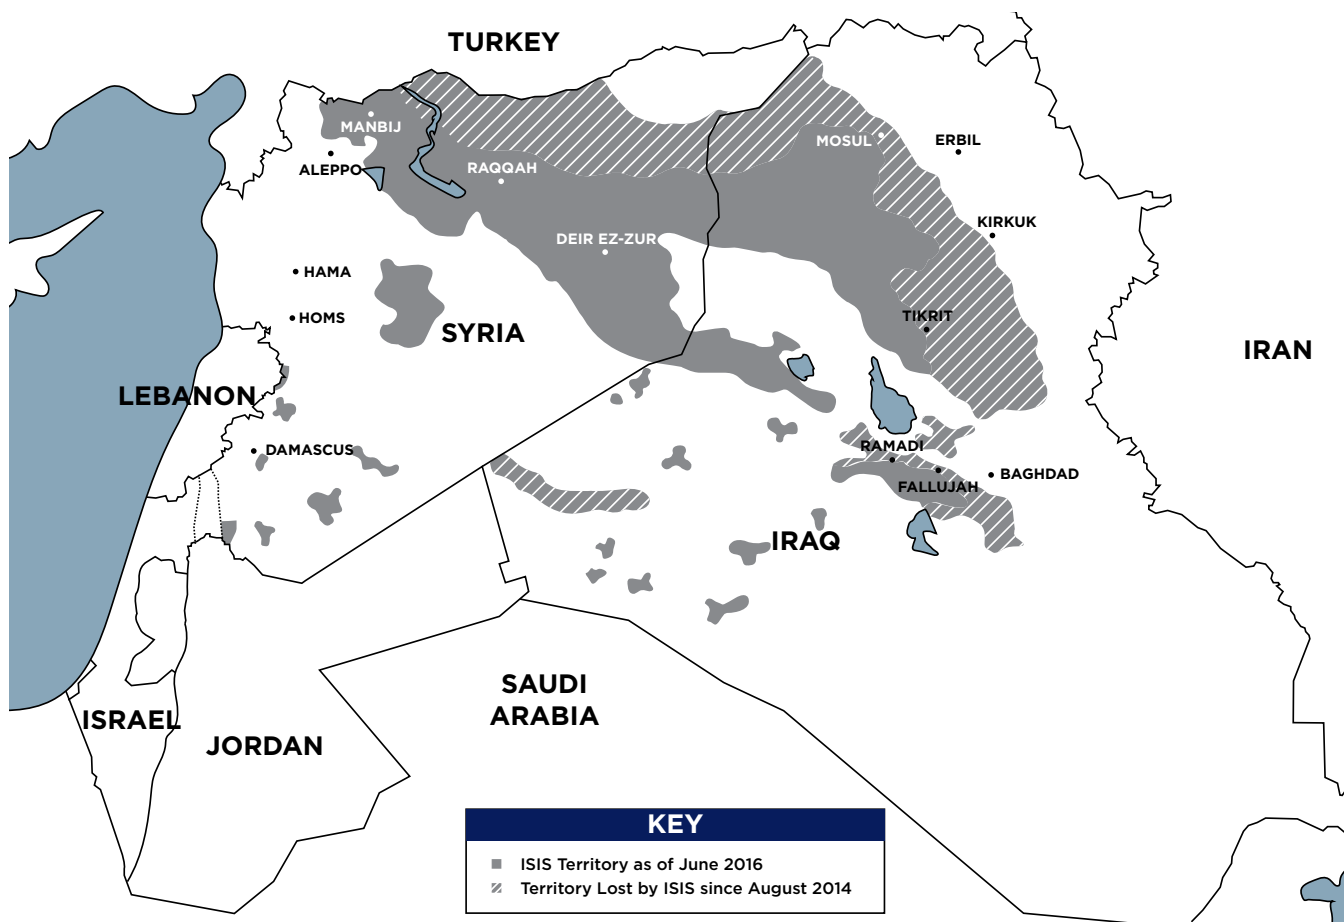 TURKEY
MANBIJ
MOSUL
ERBIL
ALEPPO
RAQQAH
KIRKUK
DEIR EZ-ZUR
HAMA
HOMS
SYRIA
TIKRIT
IRAN
LEBANON
DAMASCUS
RAMADI
BAGHDAD
FALLUJAH
IRAQ
SAUDI
ARABIA
ISRAEL
JORDAN
KEY
ISIS Territory as of June 2016
Territory Lost by ISIS since August 2014